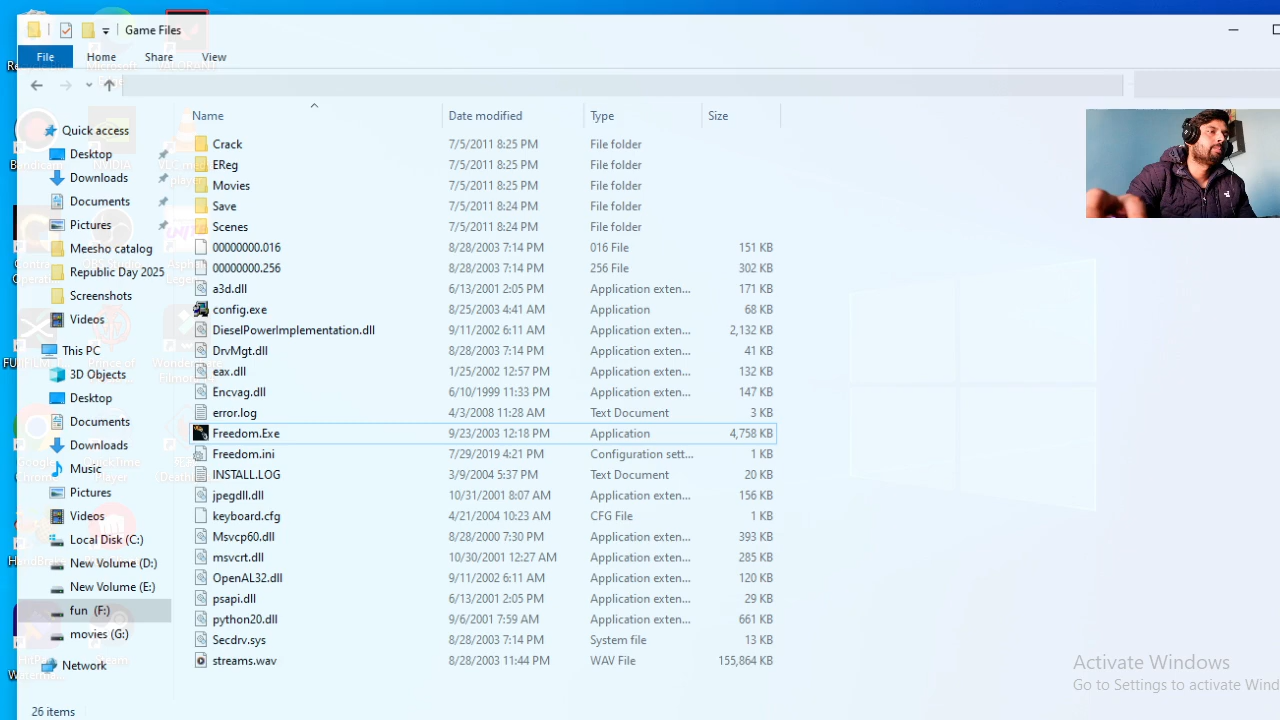 Game Files
File Home Share View
Name Date modified Type Size
Quick access
Desktop
Downloads
Documents
Pictures
Meesho catalog
Republic Day 2025
Screenshots
Videos
This PC
3D Objects
Desktop
Documents
Downloads
Music
Pictures
Videos
Local Disk (C:)
New Volume (D:)
New Volume (E:)
fun (F:)
movies (G:)
Network
Crack 7/5/2011 8:25 PM File folder
EReg 7/5/2011 8:25 PM File folder
Movies 7/5/2011 8:25 PM File folder
Save 7/5/2011 8:24 PM File folder
Scenes 7/5/2011 8:24 PM File folder
00000000.016 8/28/2003 7:14 PM 016 File 151 KB
00000000.256 8/28/2003 7:14 PM 256 File 302 KB
a3d.dll 6/13/2001 2:05 PM Application exten... 171 KB
config.exe 8/25/2003 4:41 AM Application 68 KB
DieselPowerImplementation.dll 9/11/2002 6:11 AM Application exten... 2,132 KB
DrvMgt.dll 8/28/2003 7:14 PM Application exten... 41 KB
eax.dll 1/25/2002 12:57 PM Application exten... 132 KB
Encvag.dll 6/10/1999 11:33 PM Application exten... 147 KB
error.log 4/3/2008 11:28 AM Text Document 3 KB
Freedom.Exe 9/23/2003 12:18 PM Application 4,758 KB
Freedom.ini 7/29/2019 4:21 PM Configuration sett... 1 KB
INSTALL.LOG 3/9/2004 5:37 PM Text Document 20 KB
jpegdll.dll 10/31/2001 8:07 AM Application exten... 156 KB
keyboard.cfg 4/21/2004 10:23 AM CFG File 1 KB
Msvcp60.dll 8/28/2000 7:30 PM Application exten... 393 KB
msvcrt.dll 10/30/2001 12:27 AM Application exten... 285 KB
OpenAL32.dll 9/11/2002 6:11 AM Application exten... 120 KB
psapi.dll 6/13/2001 2:05 PM Application exten... 29 KB
python20.dll 9/6/2001 7:59 AM Application exten... 661 KB
Secdrv.sys 8/28/2003 7:14 PM System file 13 KB
streams.wav 8/28/2003 11:44 PM WAV File 155,864 KB
Activate Windows
Go to Settings to activate Wind
26 items